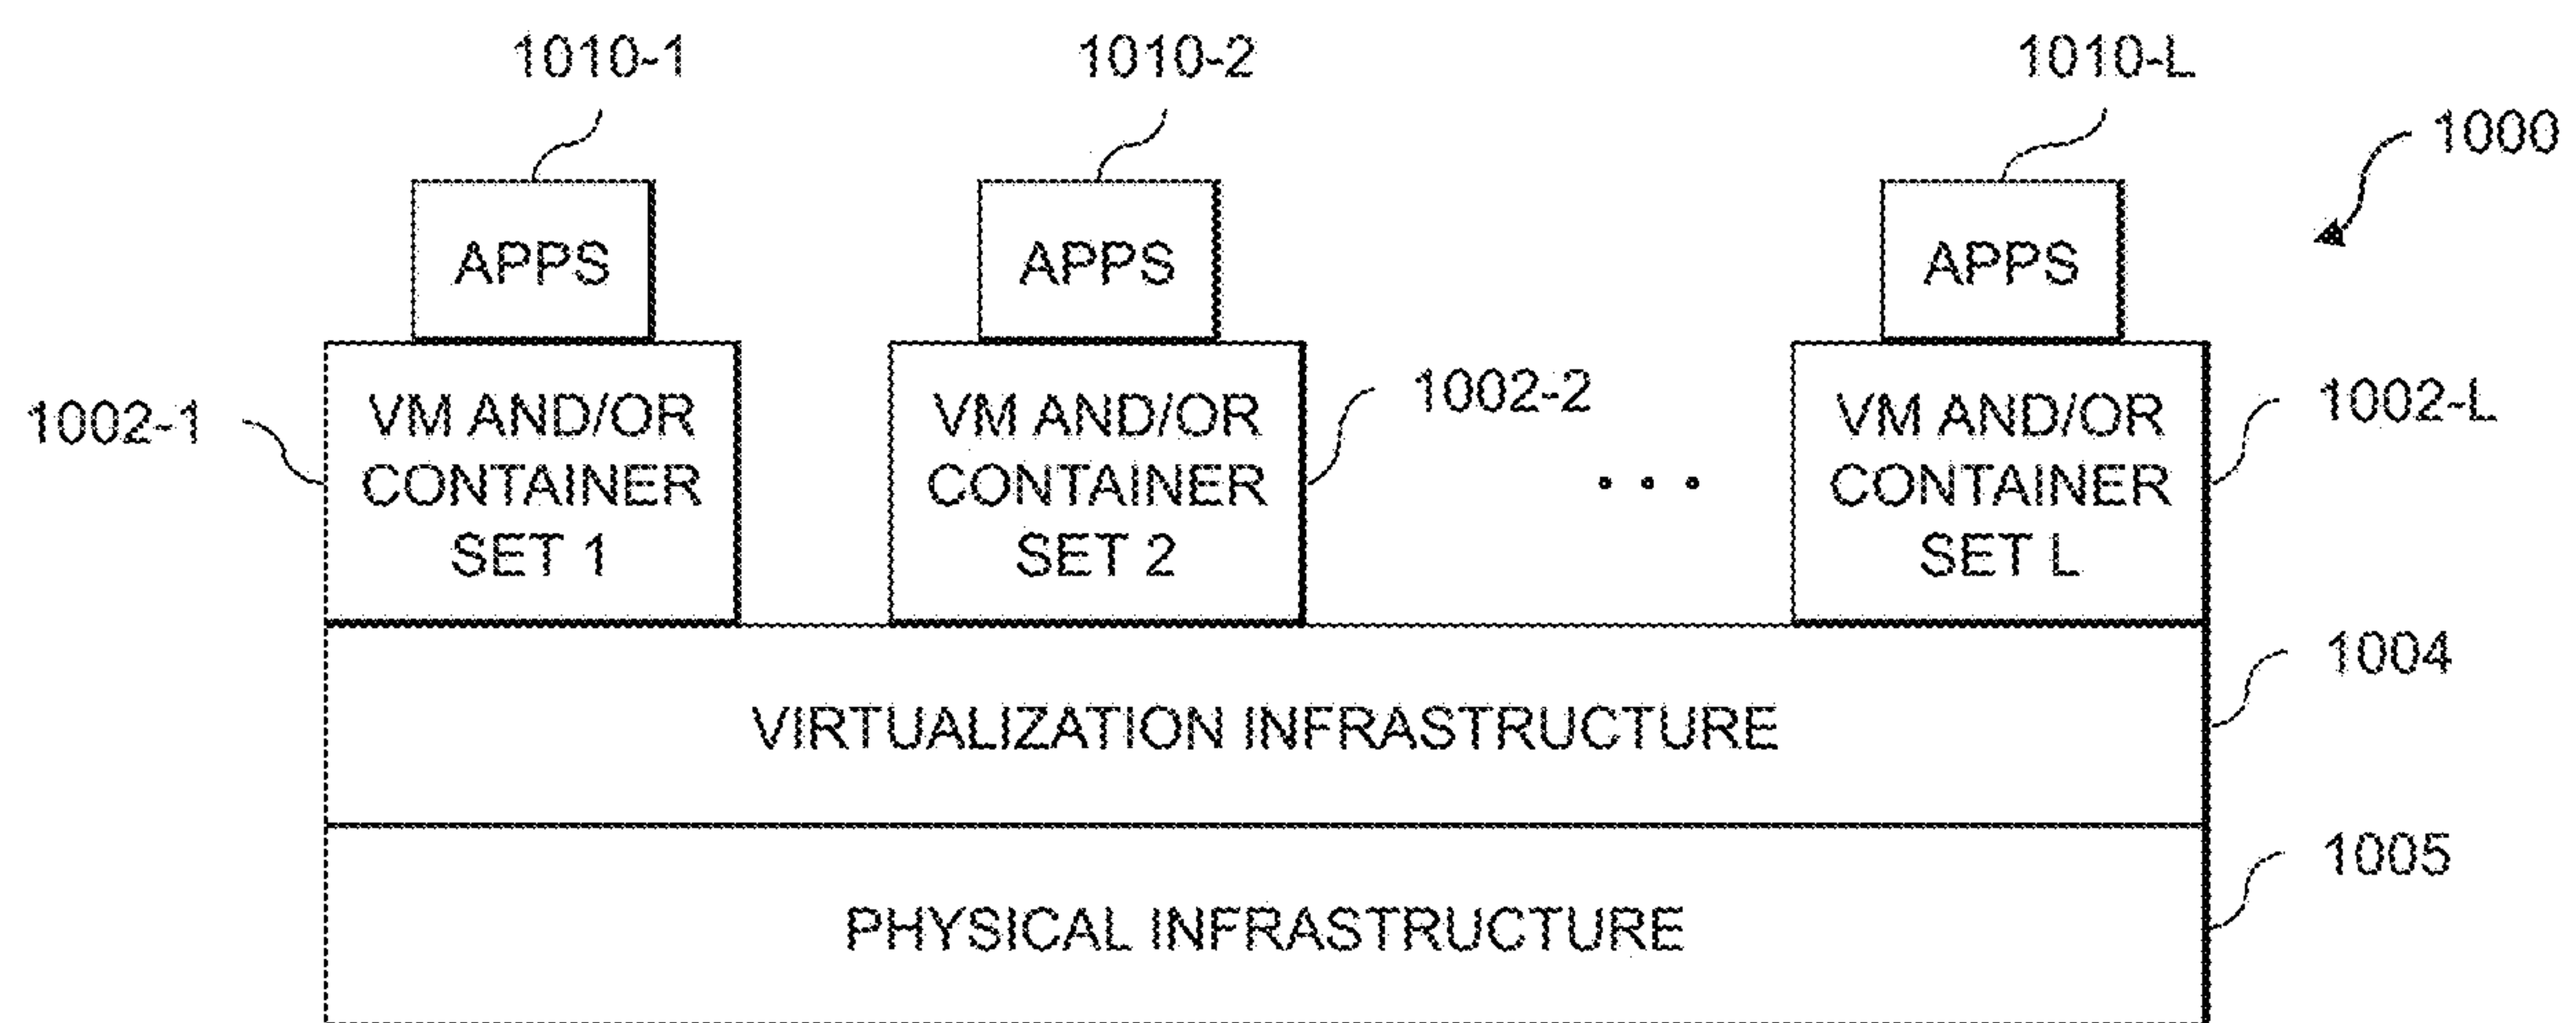 1010-1
1010-2
1010-L
1000
APPS
APPS
APPS
1002-1
VM AND/OR
CONTAINER
SET 1
VM AND/OR
CONTAINER
SET 2
1002-2
. . .
VM AND/OR
CONTAINER
SET L
1002-L
VIRTUALIZATION INFRASTRUCTURE
1004
PHYSICAL INFRASTRUCTURE
1005